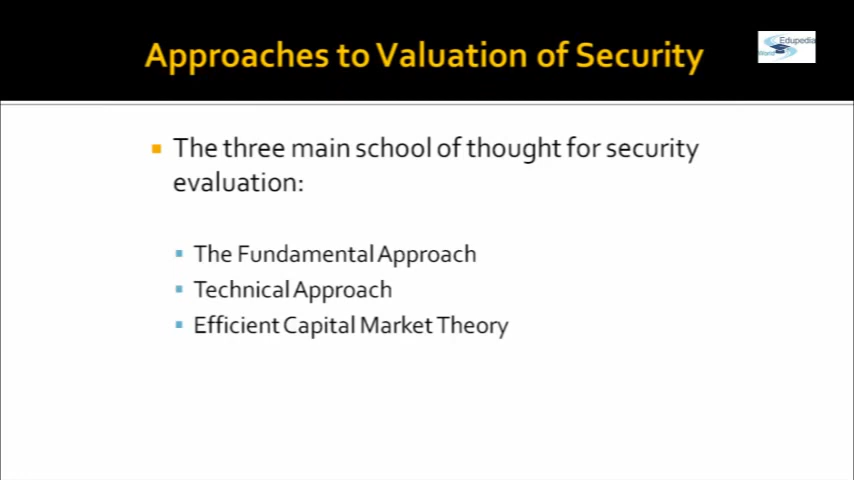 Approaches to Valuation of Security
Edupedia
World
The three main school of thought for security
evaluation:
The Fundamental Approach
Technical Approach
Efficient Capital Market Theory